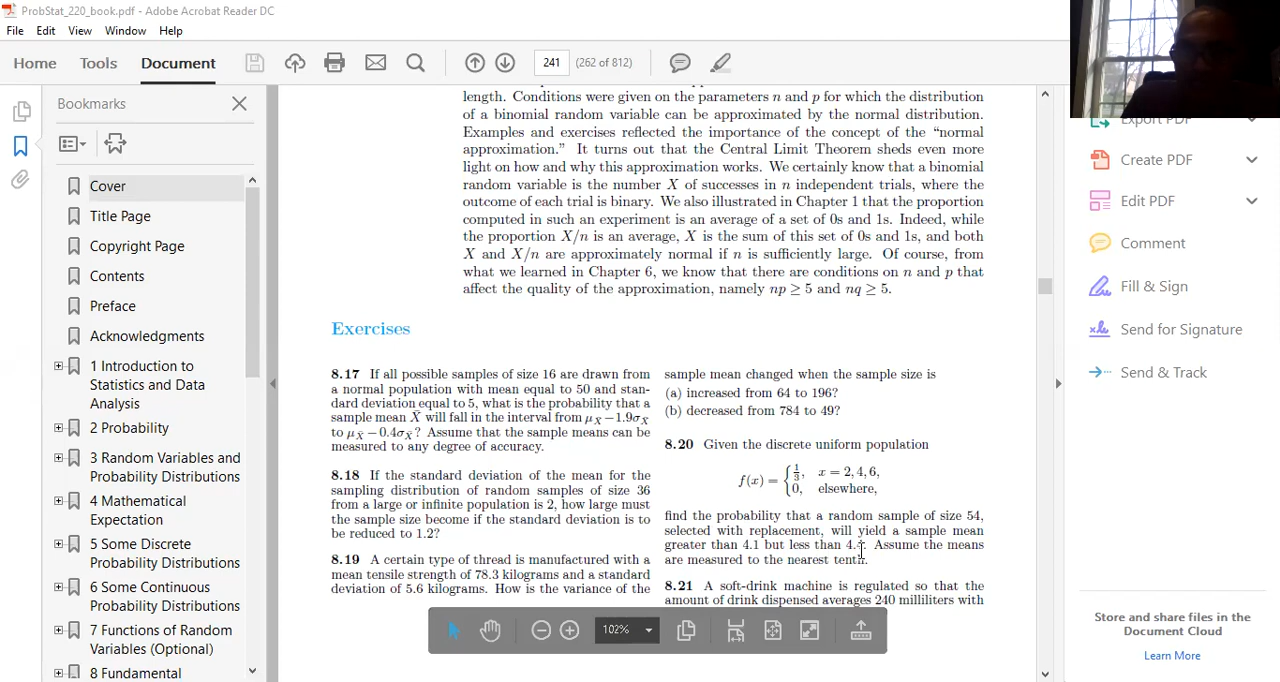 ProbStat_220_book.pdf - Adobe Acrobat Reader DC
File Edit View Window Help
Home Tools Document 241 (262 of 812)
Bookmarks
Cover
Title Page
Copyright Page
Contents
Preface
Acknowledgments
1 Introduction to
Statistics and Data
Analysis
2 Probability
3 Random Variables and
Probability Distributions
4 Mathematical
Expectation
5 Some Discrete
Probability Distributions
6 Some Continuous
Probability Distributions
7 Functions of Random
Variables (Optional)
8 Fundamental
length. Conditions were given on the parameters n and p for which the distribution
of a binomial random variable can be approximated by the normal distribution.
Examples and exercises reflected the importance of the concept of the “normal
approximation.” It turns out that the Central Limit Theorem sheds even more
light on how and why this approximation works. We certainly know that a binomial
random variable is the number X of successes in n independent trials, where the
outcome of each trial is binary. We also illustrated in Chapter 1 that the proportion
computed in such an experiment is an average of a set of 0s and 1s. Indeed, while
the proportion X/n is an average, X is the sum of this set of 0s and 1s, and both
X and X/n are approximately normal if n is sufficiently large. Of course, from
what we learned in Chapter 6, we know that there are conditions on n and p that
affect the quality of the approximation, namely np ≥ 5 and nq ≥ 5.
Exercises
8.17 If all possible samples of size 16 are drawn from
a normal population with mean equal to 50 and stan-
dard deviation equal to 5, what is the probability that a
sample mean X̄ will fall in the interval from μX̄ −1.9σX̄
to μX̄ −0.4σX̄? Assume that the sample means can be
measured to any degree of accuracy.
8.18 If the standard deviation of the mean for the
sampling distribution of random samples of size 36
from a large or infinite population is 2, how large must
the sample size become if the standard deviation is to
be reduced to 1.2?
8.19 A certain type of thread is manufactured with a
mean tensile strength of 78.3 kilograms and a standard
deviation of 5.6 kilograms. How is the variance of the
sample mean changed when the sample size is
(a) increased from 64 to 196?
(b) decreased from 784 to 49?
8.20 Given the discrete uniform population
f(x) = { 1/3, x = 2, 4, 6,
0, elsewhere,
find the probability that a random sample of size 54,
selected with replacement, will yield a sample mean
greater than 4.1 but less than Assume the means
are measured to the nearest tenth.
8.21 A soft-drink machine is regulated so that the
amount of drink dispensed averages 240 milliliters with
102%
Export PDF
Create PDF
Edit PDF
Comment
Fill & Sign
Send for Signature
Send & Track
Store and share files in the
Document Cloud
Learn More